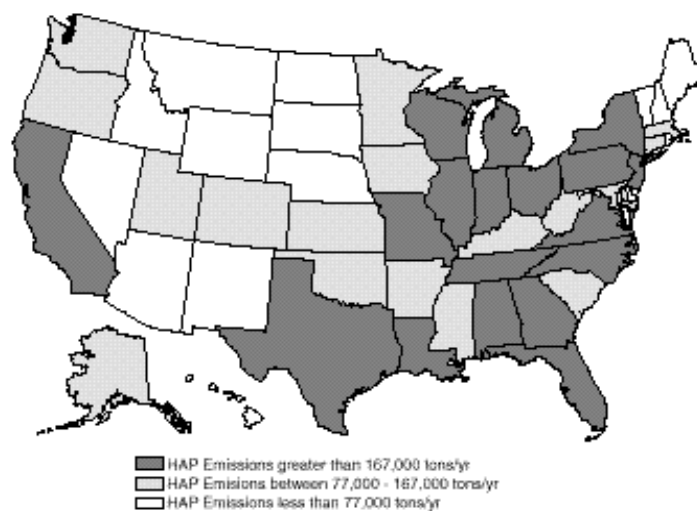 HAP Emissions greater than 167,000 tons/yr
HAP Emisions between 77,000 - 167,000 tons/yr
HAP Emissions less than 77,000 tons/yr